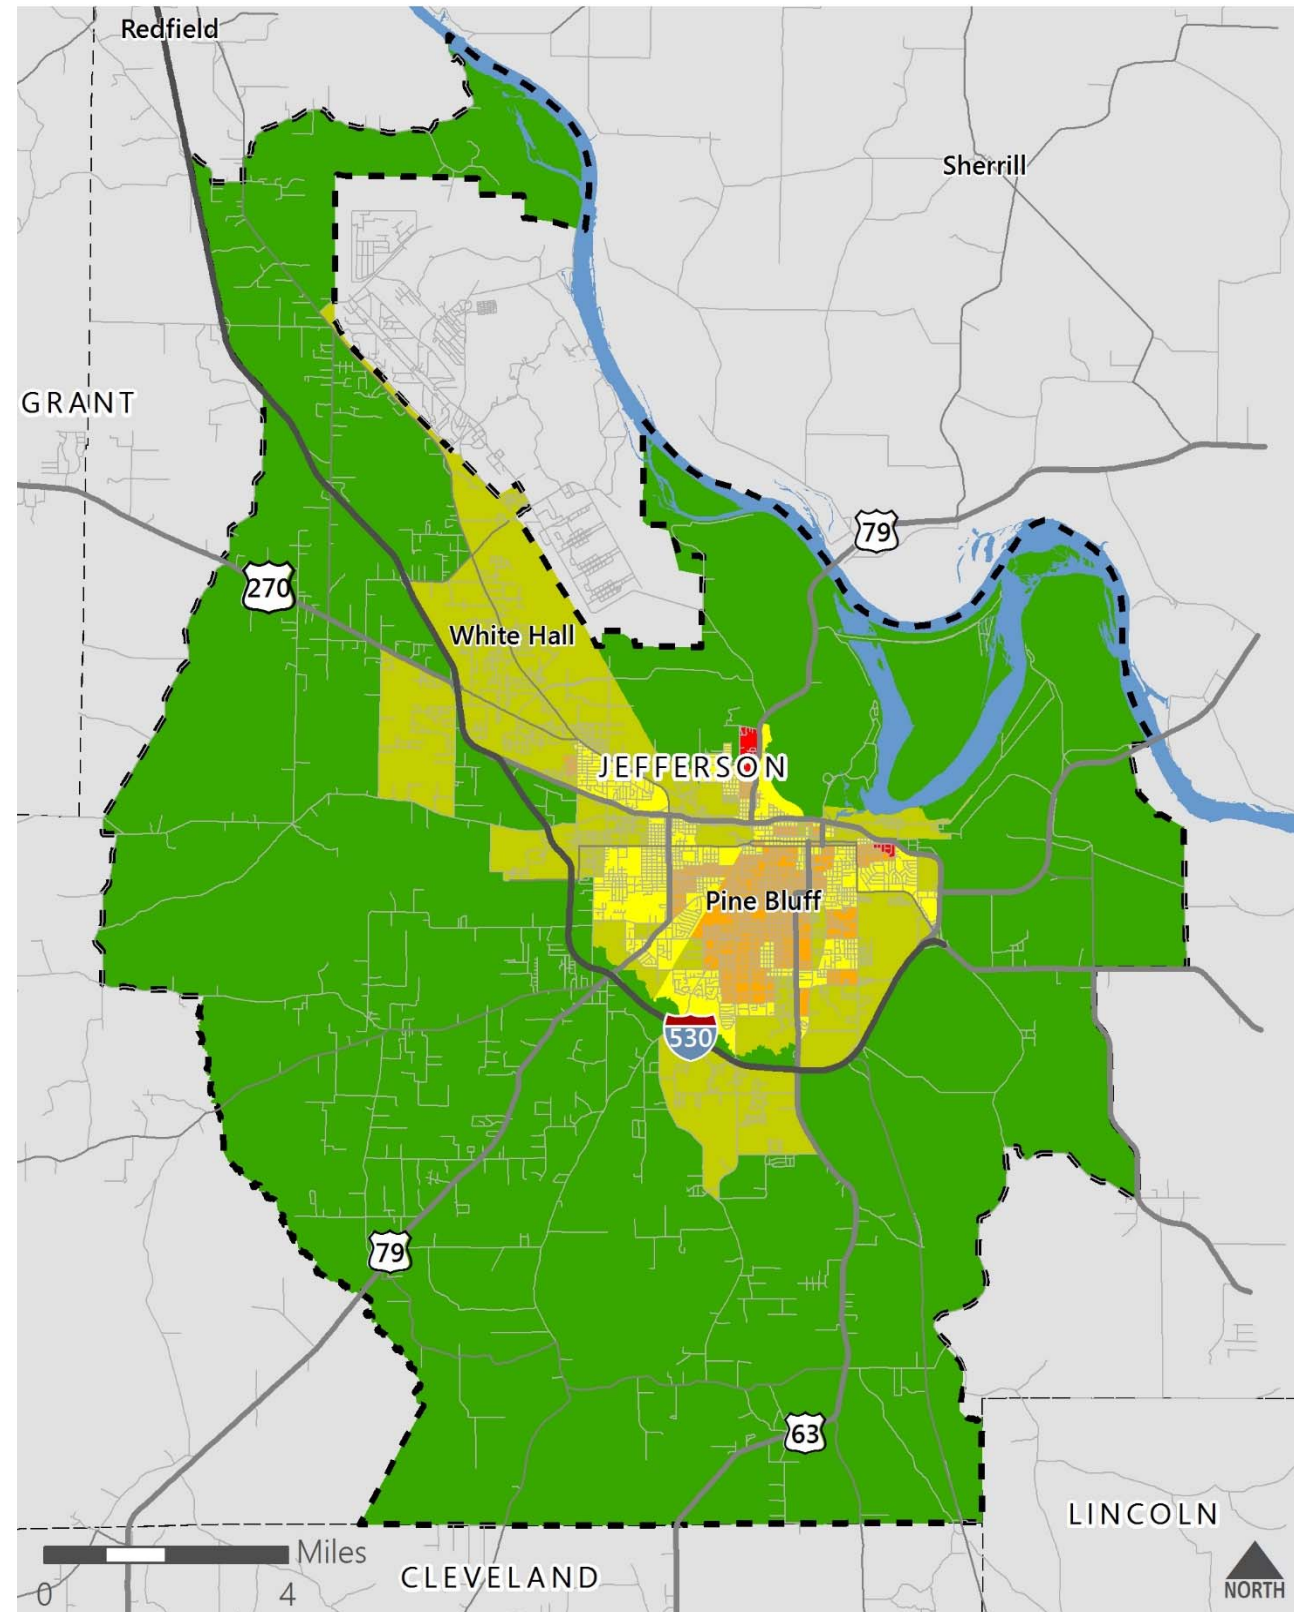 Redfield
Sherrill
GRANT
79
270
White Hall
JEFFERSON
Pine Bluff
530
79
63
LINCOLN
Miles
0 4
CLEVELAND
NORTH